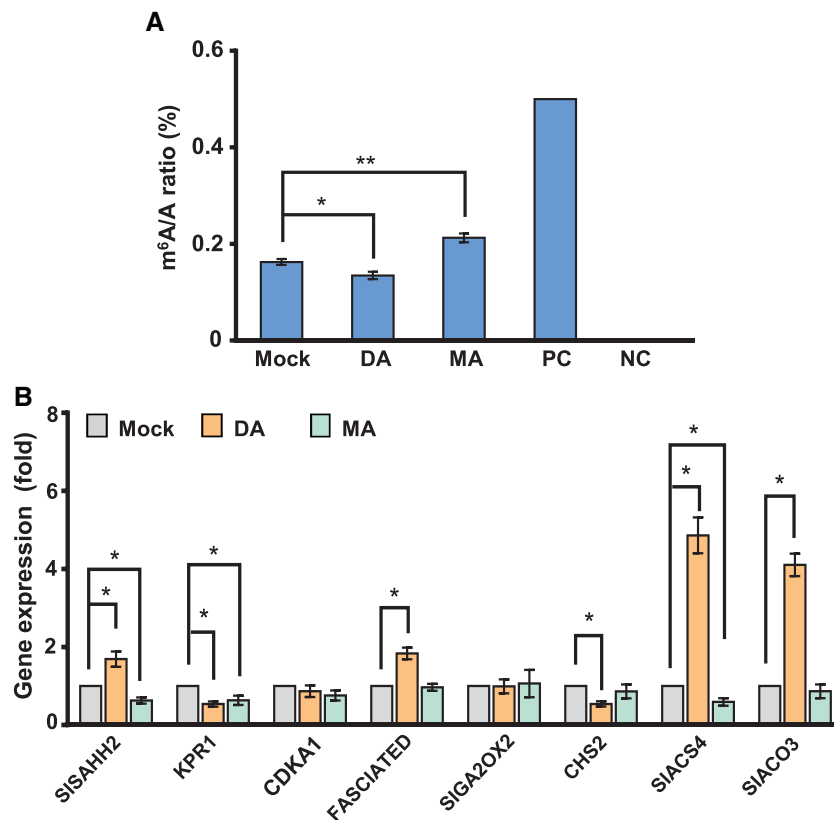 A
0.6
0.4
0.2
0
m⁶A/A ratio (%)
**
*
Mock DA MA PC NC
B
8
6
4
2
0
Gene expression (fold)
Mock DA MA
* * * * * * * * *
SlSAHH2 KPR1 CDKA1 FASCIATED SlGA2OX2 CHS2 SlACS4 SlACO3